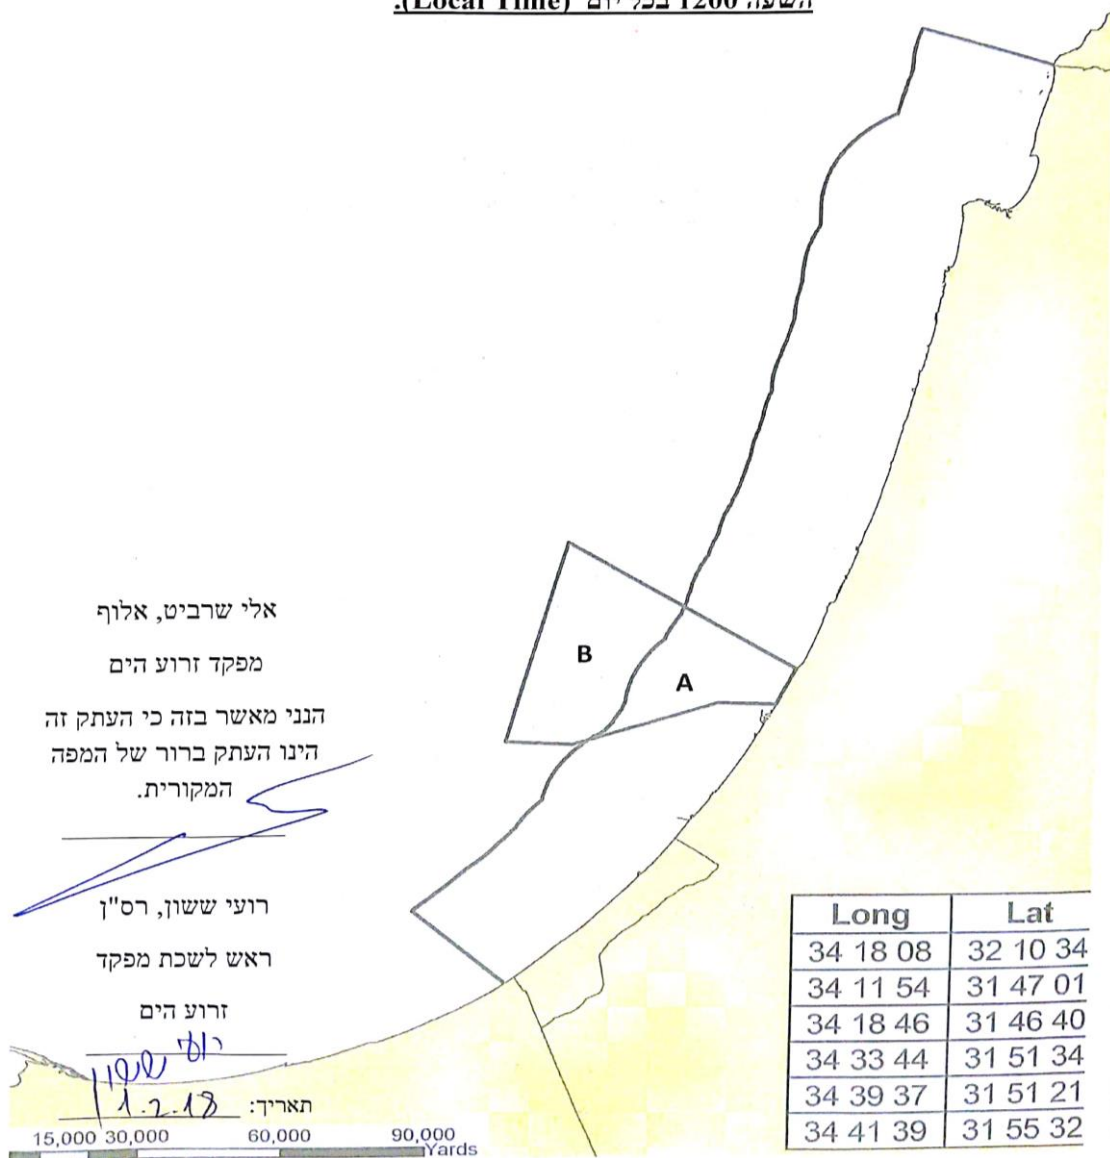 השעה 1200 בכל יום (Local Time).
B
A
אלי שרביט, אלוף
מפקד זרוע הים
הנני מאשר בזה כי העתק זה
הינו העתק ברור של המפה
המקורית.
רועי ששון, רס"ן
ראש לשכת מפקד
זרוע הים
רועי ששון
תאריך: 1.2.18
15,000 30,000 60,000 90,000
Yards
Long Lat
34 18 08 32 10 34
34 11 54 31 47 01
34 18 46 31 46 40
34 33 44 31 51 34
34 39 37 31 51 21
34 41 39 31 55 32